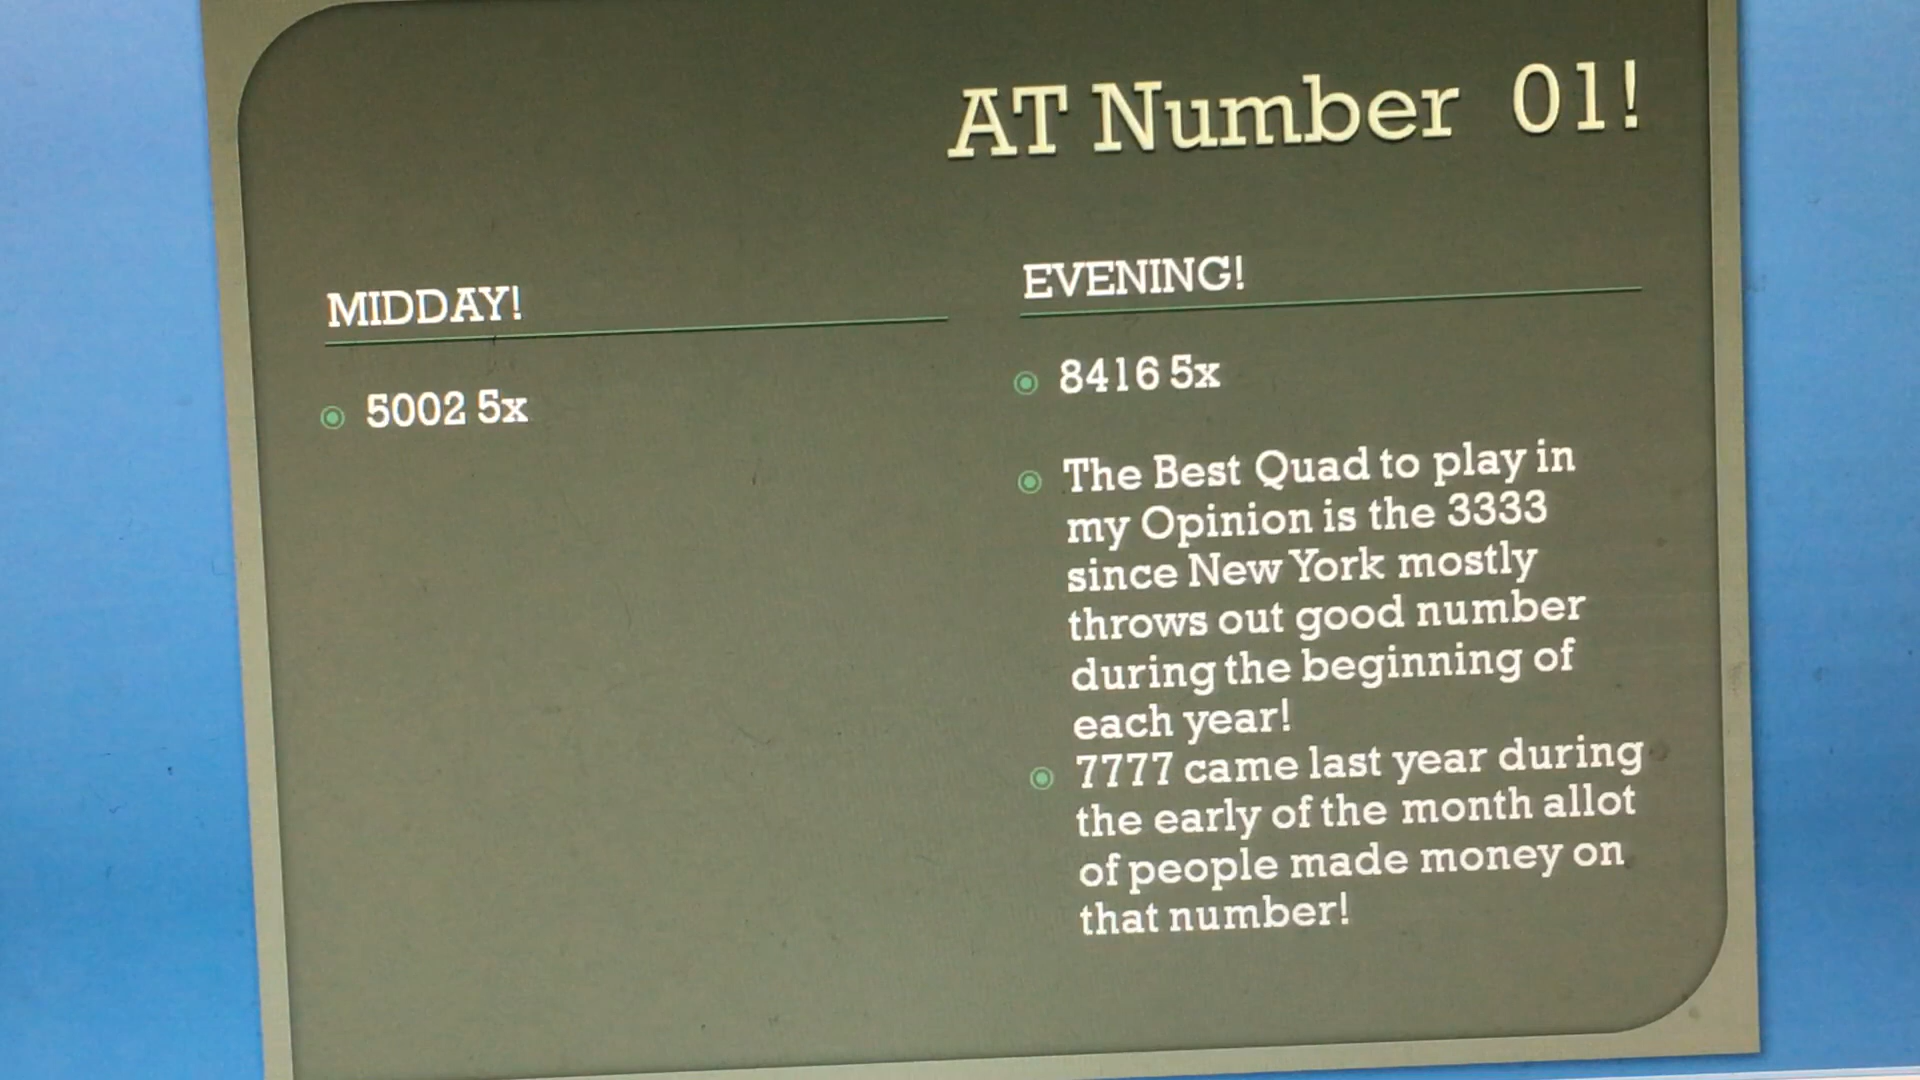 AT Number 01!
MIDDAY!
5002 5x
EVENING!
8416 5x
The Best Quad to play in
my Opinion is the 3333
since New York mostly
throws out good number
during the beginning of
each year!
7777 came last year during
the early of the month allot
of people made money on
that number!